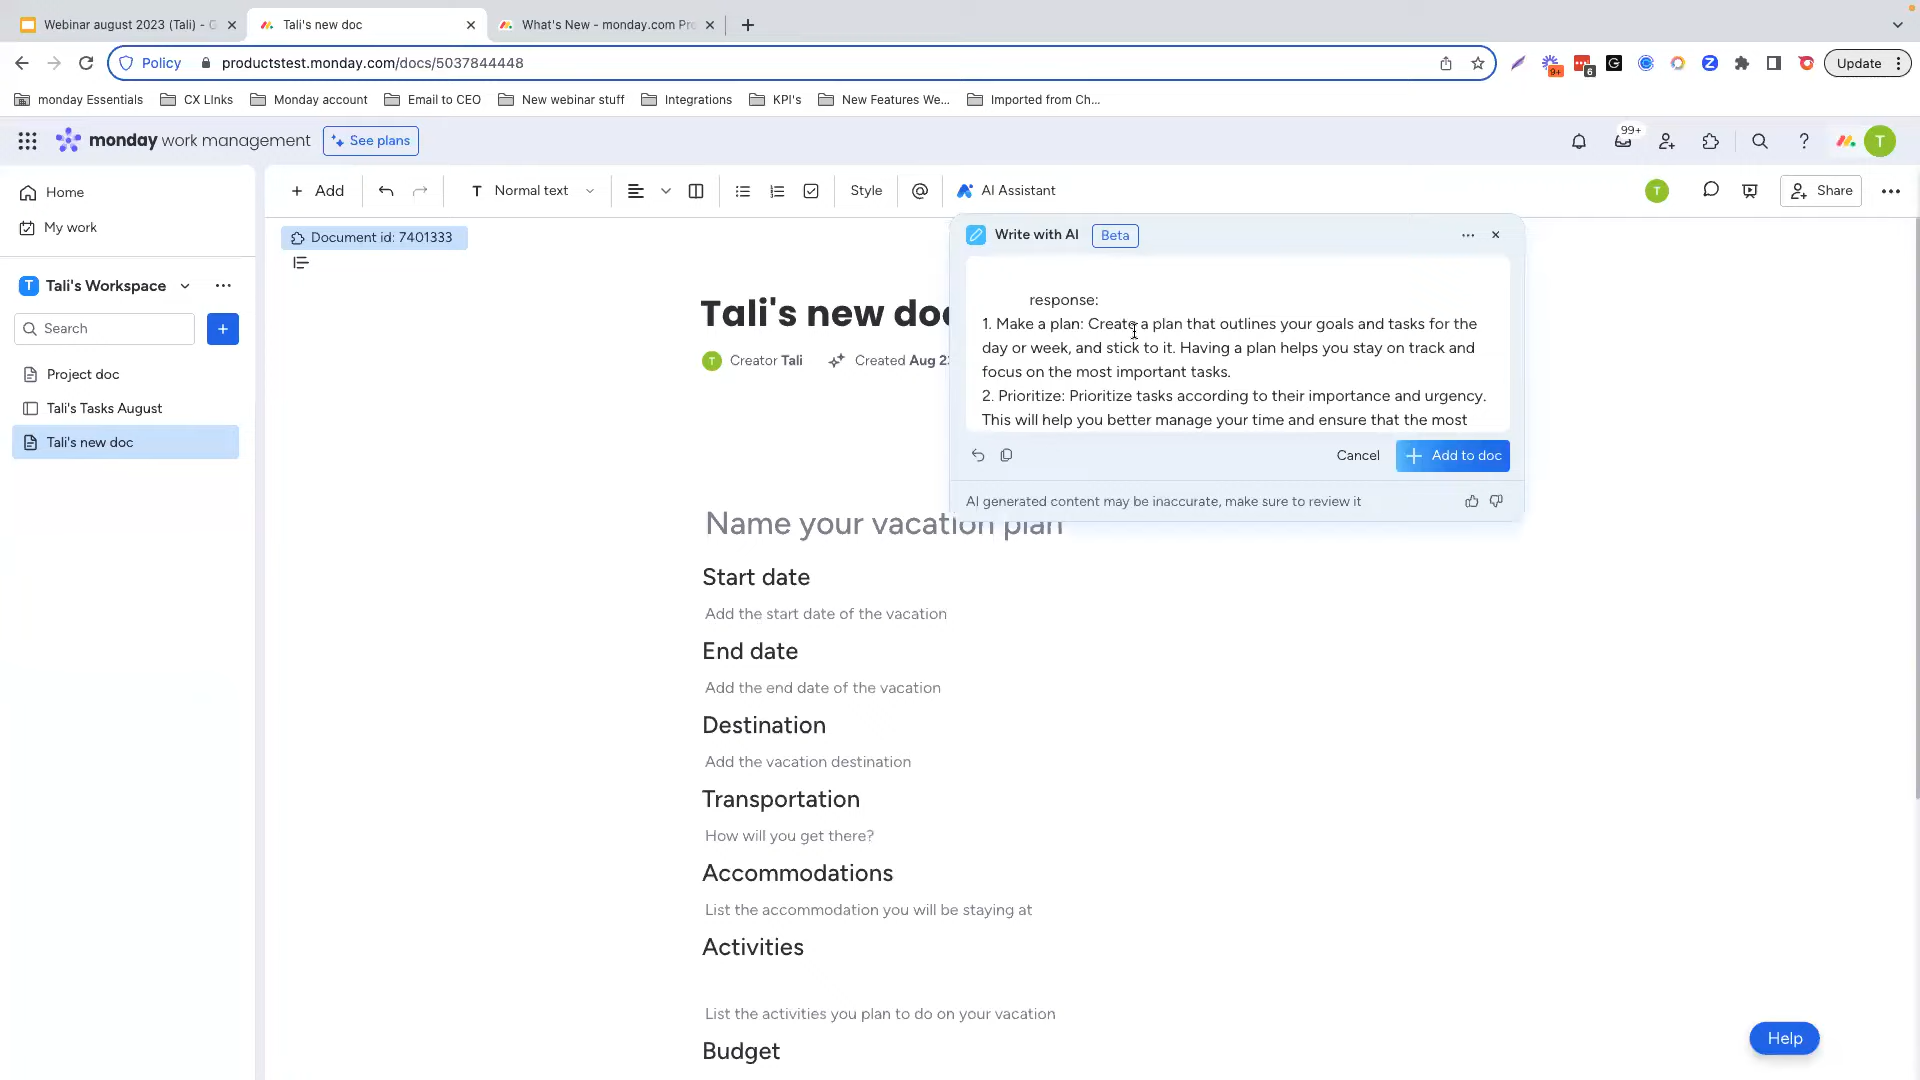 Webinar august 2023 (Tali) - G
Tali's new doc
What's New - monday.com Pro
Policy
productstest.monday.com/docs/5037844448
9+
6
Update
monday Essentials
CX LInks
Monday account
Email to CEO
New webinar stuff
Integrations
KPI's
New Features We...
Imported from Ch...
monday work management
See plans
99+
T
Home
My work
+ Add
T Normal text
Style
AI Assistant
T
Share
T Tali's Workspace
Search
+
Project doc
Tali's Tasks August
Tali's new doc
Document id: 7401333
Tali's new doc
T Creator Tali
Created Aug 23
Write with AI
Beta
response:
1. Make a plan: Create a plan that outlines your goals and tasks for the
day or week, and stick to it. Having a plan helps you stay on track and
focus on the most important tasks.
2. Prioritize: Prioritize tasks according to their importance and urgency.
This will help you better manage your time and ensure that the most
Cancel
+ Add to doc
AI generated content may be inaccurate, make sure to review it
Name your vacation plan
Start date
Add the start date of the vacation
End date
Add the end date of the vacation
Destination
Add the vacation destination
Transportation
How will you get there?
Accommodations
List the accommodation you will be staying at
Activities
List the activities you plan to do on your vacation
Budget
Help